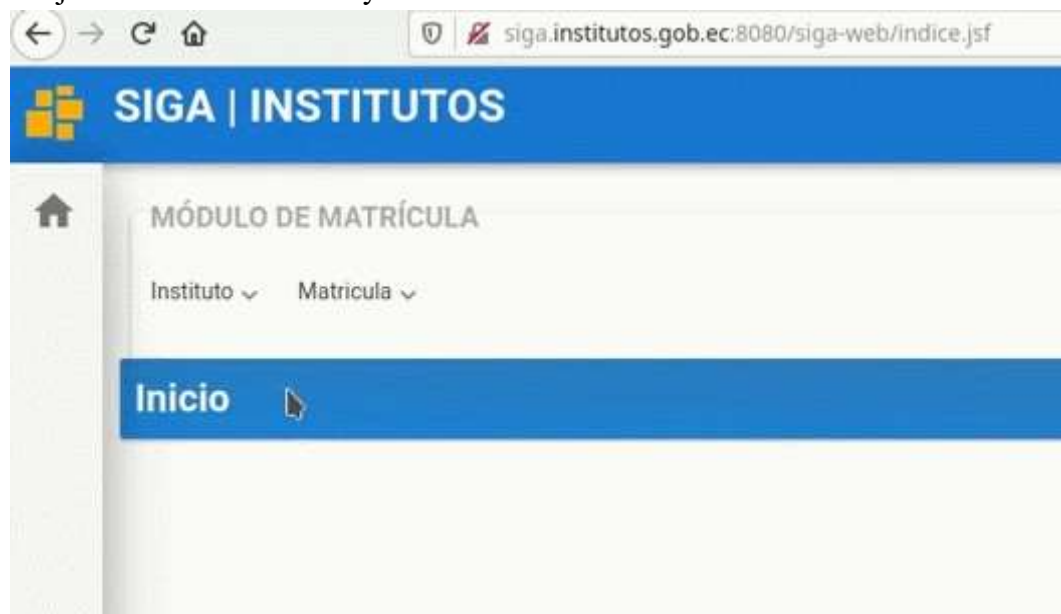 siga.institutos.gob.ec:8080/siga-web/indice.jsf
SIGA | INSTITUTOS
MÓDULO DE MATRÍCULA
Instituto Matricula
Inicio